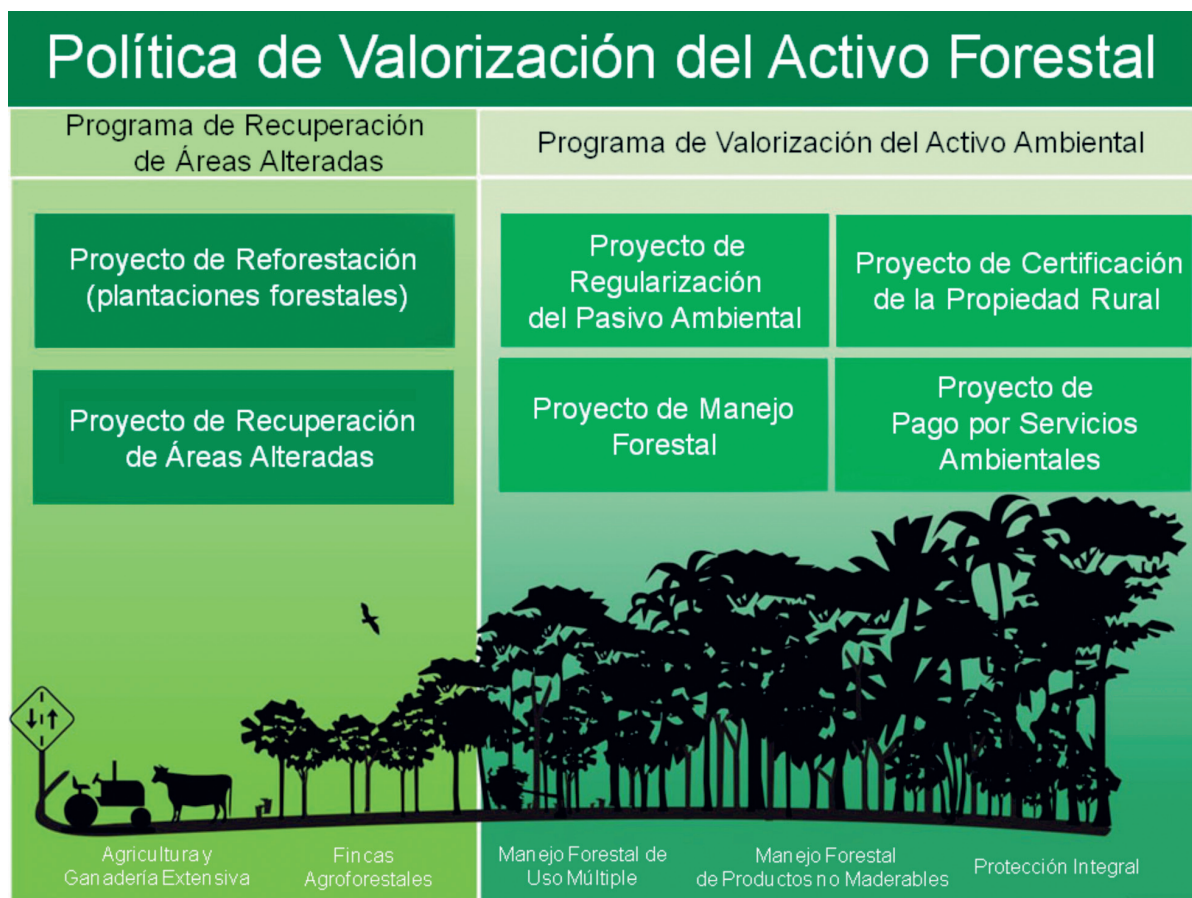 Política de Valorización del Activo Forestal
Programa de Recuperación
de Áreas Alteradas
Programa de Valorización del Activo Ambiental
Proyecto de Reforestación
(plantaciones forestales)
Proyecto de Recuperación
de Áreas Alteradas
Proyecto de
Regularización
del Pasivo Ambiental
Proyecto de Certificación
de la Propiedad Rural
Proyecto de Manejo
Forestal
Proyecto de
Pago por Servicios
Ambientales
Agricultura y
Ganadería Extensiva
Fincas
Agroforestales
Manejo Forestal de
Uso Múltiple
Manejo Forestal
de Productos no Maderables
Protección Integral